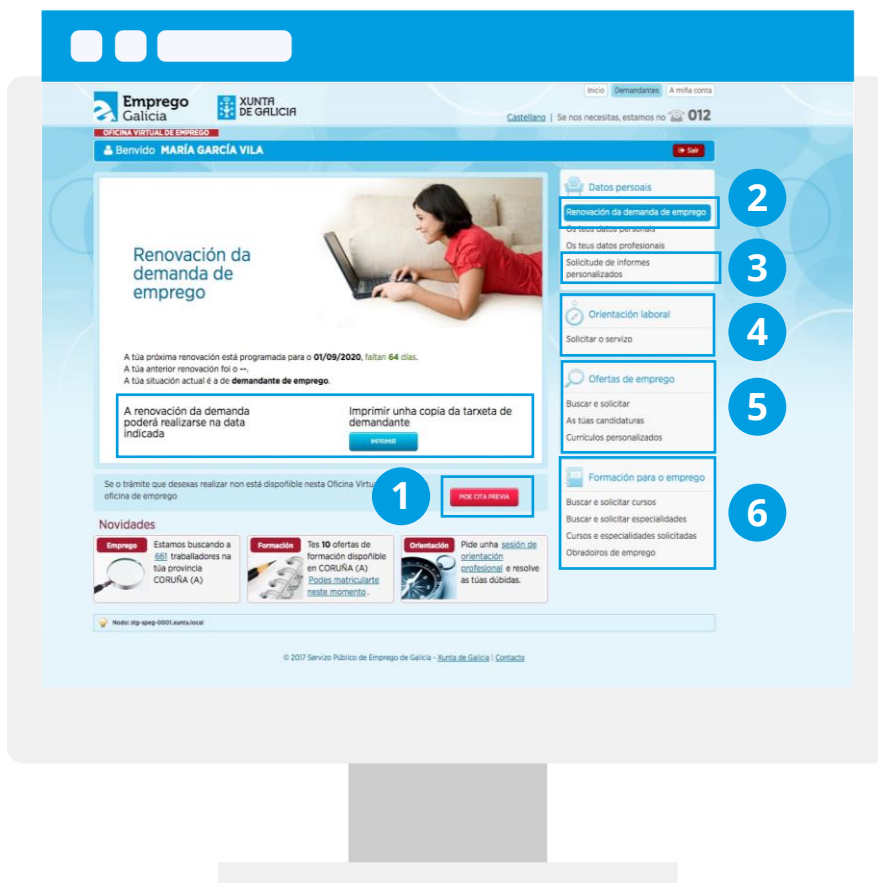 Inicio Demandantes A miña conta
Emprego
Galicia
XUNTA
DE GALICIA
Castellano | Se nos necesitas, estamos no 012
OFICINA VIRTUAL DE EMPREGO
Benvido MARÍA GARCÍA VILA
Sair
Renovación da
demanda de
emprego
A túa próxima renovación está programada para o 01/09/2020, faltan 64 días.
A túa anterior renovación foi o --.
A túa situación actual é a de demandante de emprego.
A renovación da demanda
poderá realizarse na data
indicada
Imprimir unha copia da tarxeta de
demandante
IMPRIMIR
Se o trámite que desexas realizar non está dispoñible nesta Oficina Virtu
oficina de emprego
1
PIDE CITA PREVIA
Novidades
Emprego
Estamos buscando a
661 traballadores na
túa provincia
CORUÑA (A)
Formación
Tes 10 ofertas de
formación dispoñible
en CORUÑA (A)
Podes matricularte
neste momento.
Orientación
Pide unha sesión de
orientación
profesional e resolve
as túas dúbidas.
Datos persoais
Renovación da demanda de emprego
2
Os teus datos persoais
Os teus datos profesionais
Solicitude de informes
personalizados
3
Orientación laboral
Solicitar o servizo
4
Ofertas de emprego
Buscar e solicitar
As túas candidaturas
Currículos personalizados
5
Formación para o emprego
Buscar e solicitar cursos
Buscar e solicitar especialidades
Cursos e especialidades solicitadas
Obradoiros de emprego
6
Nodo: stg-speg-0001.xunta.local
© 2017 Servizo Público de Emprego de Galicia - Xunta de Galicia | Contacto